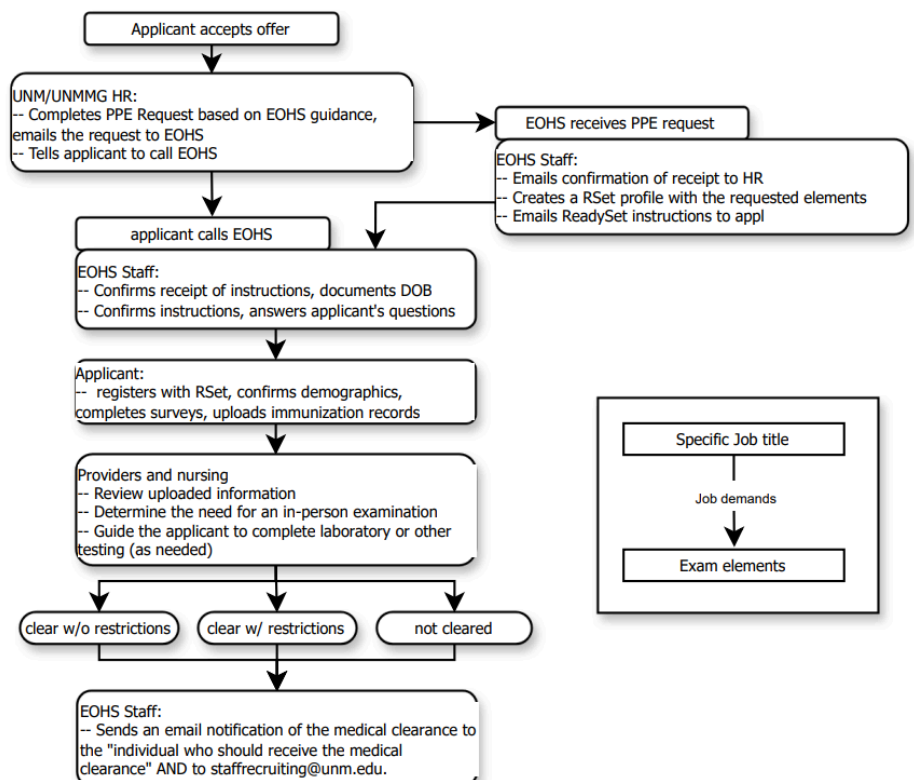 Applicant accepts offer
UNM/UNMMG HR:
-- Completes PPE Request based on EOHS guidance,
emails the request to EOHS
-- Tells applicant to call EOHS
EOHS receives PPE request
EOHS Staff:
-- Emails confirmation of receipt to HR
-- Creates a RSet profile with the requested elements
-- Emails ReadySet instructions to appl
applicant calls EOHS
EOHS Staff:
-- Confirms receipt of instructions, documents DOB
-- Confirms instructions, answers applicant's questions
Applicant:
-- registers with RSet, confirms demographics,
completes surveys, uploads immunization records
Providers and nursing
-- Review uploaded information
-- Determine the need for an in-person examination
-- Guide the applicant to complete laboratory or other
testing (as needed)
clear w/o restrictions
clear w/ restrictions
not cleared
EOHS Staff:
-- Sends an email notification of the medical clearance to
the "individual who should receive the medical
clearance" AND to staffrecruiting@unm.edu.
Specific Job title
Job demands
Exam elements